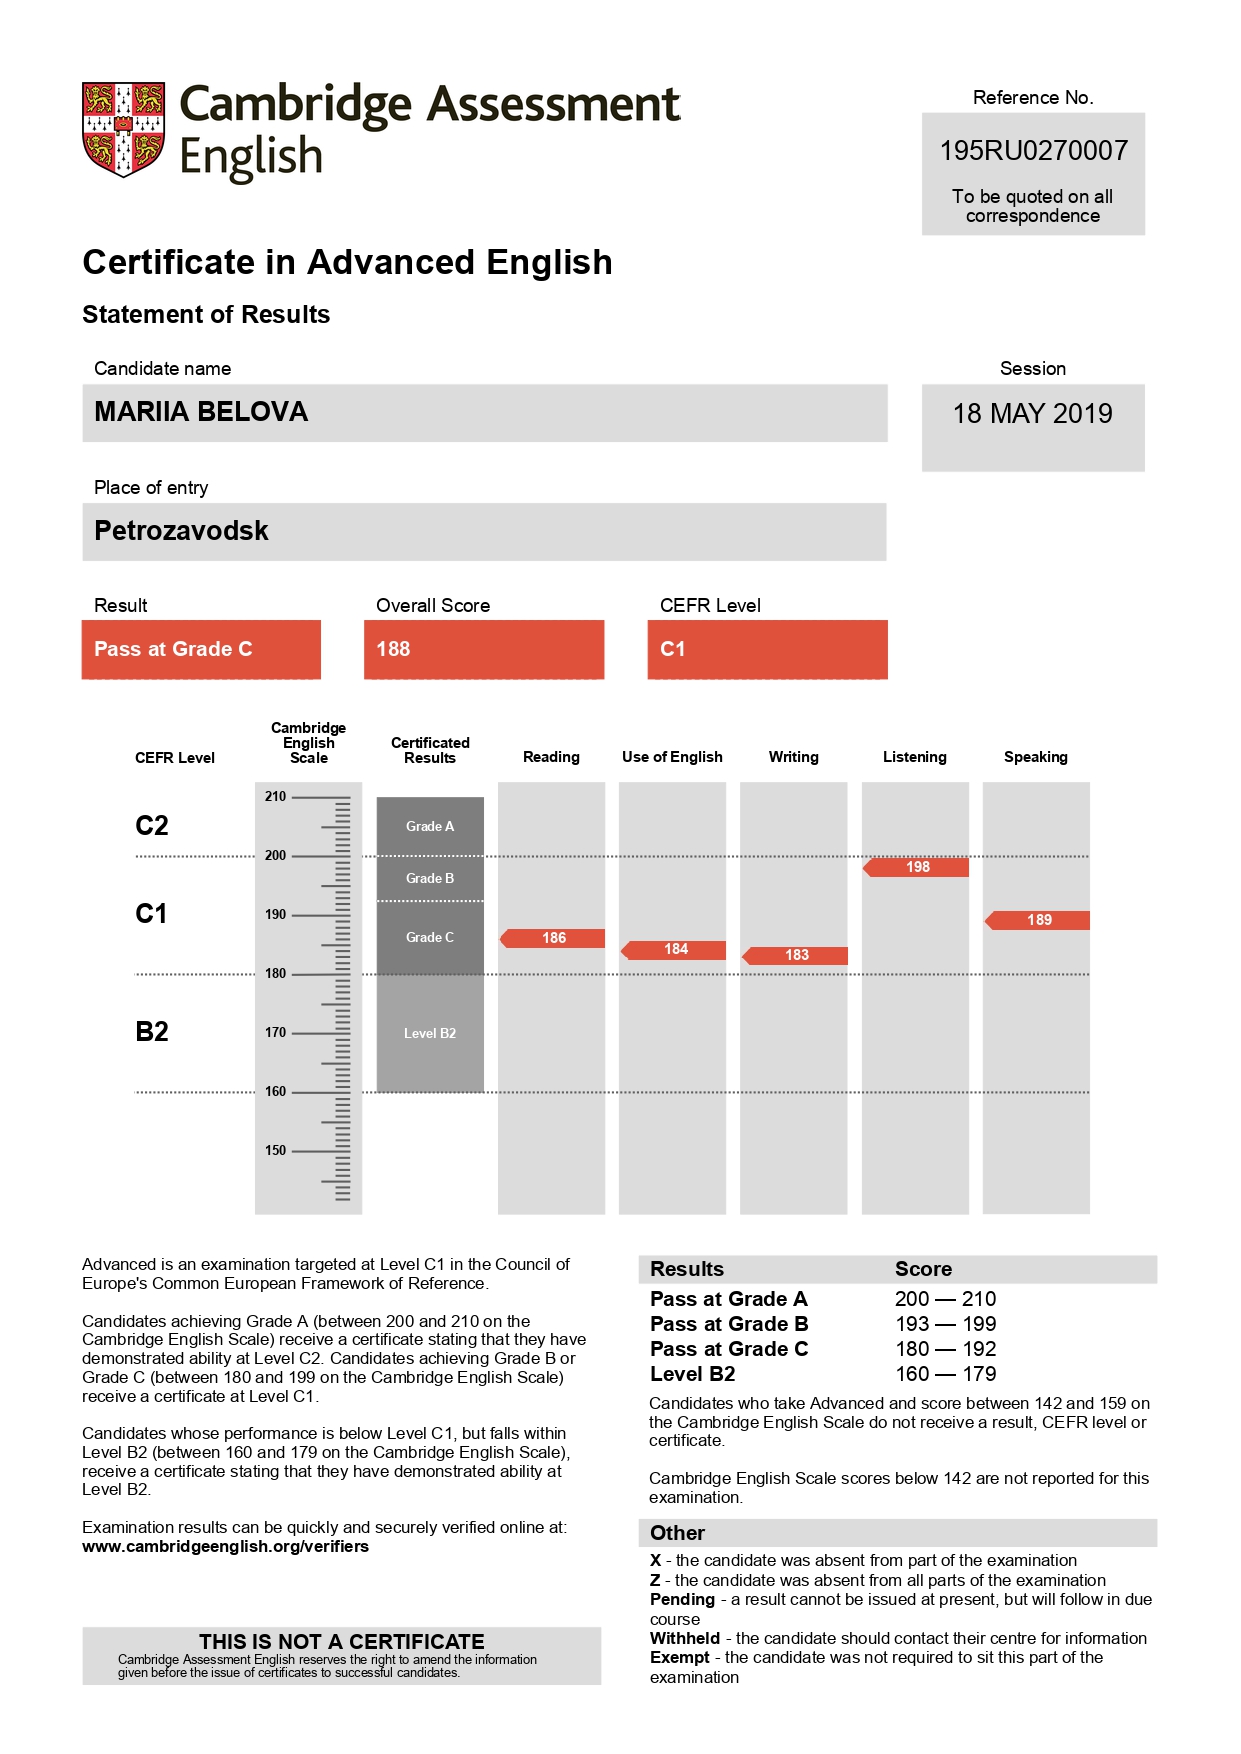 Cambridge Assessment
English
Reference No.
195RU0270007
To be quoted on all
correspondence
Certificate in Advanced English
Statement of Results
Candidate name
MARIIA BELOVA
Session
18 MAY 2019
Place of entry
Petrozavodsk
Result
Pass at Grade C
Overall Score
188
CEFR Level
C1
CEFR Level
Cambridge
English
Scale
Certificated
Results
Reading
Use of English
Writing
Listening
Speaking
210
C2
Grade A
200
198
Grade B
C1
190
189
Grade C
186
184
183
180
B2
170
Level B2
160
150
Advanced is an examination targeted at Level C1 in the Council of
Europe's Common European Framework of Reference.
Candidates achieving Grade A (between 200 and 210 on the
Cambridge English Scale) receive a certificate stating that they have
demonstrated ability at Level C2. Candidates achieving Grade B or
Grade C (between 180 and 199 on the Cambridge English Scale)
receive a certificate at Level C1.
Candidates whose performance is below Level C1, but falls within
Level B2 (between 160 and 179 on the Cambridge English Scale),
receive a certificate stating that they have demonstrated ability at
Level B2.
Examination results can be quickly and securely verified online at:
www.cambridgeenglish.org/verifiers
THIS IS NOT A CERTIFICATE
Cambridge Assessment English reserves the right to amend the information
given before the issue of certificates to successful candidates.
Results Score
Pass at Grade A 200 — 210
Pass at Grade B 193 — 199
Pass at Grade C 180 — 192
Level B2 160 — 179
Candidates who take Advanced and score between 142 and 159 on
the Cambridge English Scale do not receive a result, CEFR level or
certificate.
Cambridge English Scale scores below 142 are not reported for this
examination.
Other
X - the candidate was absent from part of the examination
Z - the candidate was absent from all parts of the examination
Pending - a result cannot be issued at present, but will follow in due
course
Withheld - the candidate should contact their centre for information
Exempt - the candidate was not required to sit this part of the
examination